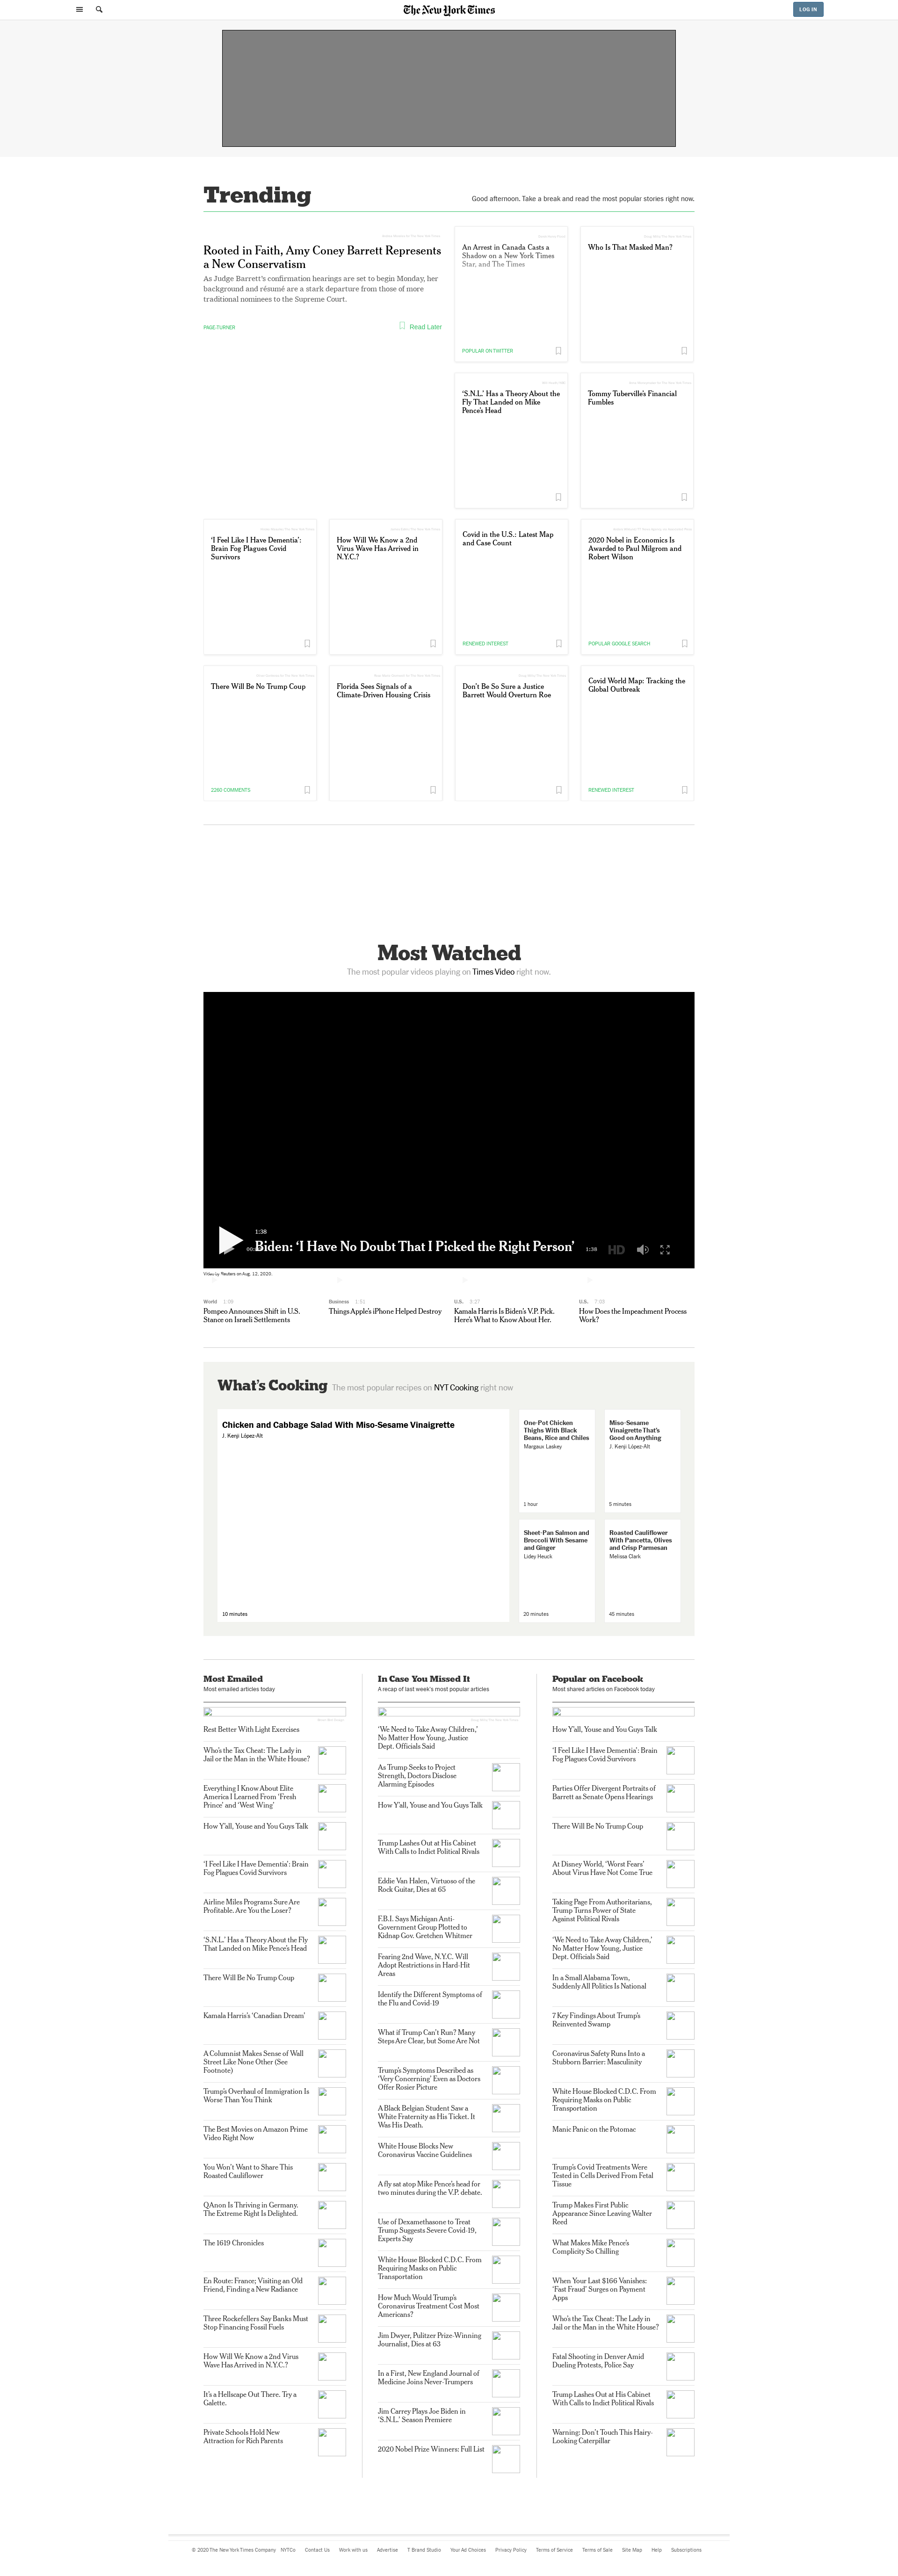 The New York Times
LOG IN
Trending
Good afternoon. Take a break and read the most popular stories right now.
Rooted in Faith, Amy Coney Barrett Represents
a New Conservatism
As Judge Barrett's confirmation hearings are set to begin Monday, her
background and résumé are a stark departure from those of more
traditional nominees to the Supreme Court.
PAGE TURNER
Read Later
An Arrest in Canada Casts a
Shadow on a New York Times
Star, and The Times
POPULAR ON TWITTER
Who Is That Masked Man?
‘S.N.L.’ Has a Theory About the
Fly That Landed on Mike
Pence’s Head
Tommy Tuberville’s Financial
Fumbles
‘I Feel Like I Have Dementia’:
Brain Fog Plagues Covid
Survivors
How Will We Know a 2nd
Virus Wave Has Arrived in
N.Y.C.?
Covid in the U.S.: Latest Map
and Case Count
RENEWED INTEREST
2020 Nobel in Economics Is
Awarded to Paul Milgrom and
Robert Wilson
POPULAR GOOGLE SEARCH
There Will Be No Trump Coup
2260 COMMENTS
Florida Sees Signals of a
Climate-Driven Housing Crisis
Don’t Be So Sure a Justice
Barrett Would Overturn Roe
Covid World Map: Tracking the
Global Outbreak
RENEWED INTEREST
Most Watched
The most popular videos playing on Times Video right now.
1:38
Biden: ‘I Have No Doubt That I Picked the Right Person’
1:38
HD
Video by Reuters on Aug. 12, 2020.
World 1:09
Pompeo Announces Shift in U.S.
Stance on Israeli Settlements
Business 1:51
Things Apple’s iPhone Helped Destroy
U.S. 3:27
Kamala Harris Is Biden’s V.P. Pick.
Here’s What to Know About Her.
U.S. 7:03
How Does the Impeachment Process
Work?
What’s Cooking The most popular recipes on NYT Cooking right now
Chicken and Cabbage Salad With Miso-Sesame Vinaigrette
J. Kenji López-Alt
10 minutes
One-Pot Chicken
Thighs With Black
Beans, Rice and Chiles
Margaux Laskey
1 hour
Miso-Sesame
Vinaigrette That’s
Good on Anything
J. Kenji López-Alt
5 minutes
Sheet-Pan Salmon and
Broccoli With Sesame
and Ginger
Lidey Heuck
20 minutes
Roasted Cauliflower
With Pancetta, Olives
and Crisp Parmesan
Melissa Clark
45 minutes
Most Emailed
Most emailed articles today
Rest Better With Light Exercises
Who’s the Tax Cheat: The Lady in
Jail or the Man in the White House?
Everything I Know About Elite
America I Learned From ‘Fresh
Prince’ and ‘West Wing’
How Y’all, Youse and You Guys Talk
‘I Feel Like I Have Dementia’: Brain
Fog Plagues Covid Survivors
Airline Miles Programs Sure Are
Profitable. Are You the Loser?
‘S.N.L.’ Has a Theory About the Fly
That Landed on Mike Pence’s Head
There Will Be No Trump Coup
Kamala Harris’s ‘Canadian Dream’
A Columnist Makes Sense of Wall
Street Like None Other (See
Footnote)
Trump’s Overhaul of Immigration Is
Worse Than You Think
The Best Movies on Amazon Prime
Video Right Now
You Won’t Want to Share This
Roasted Cauliflower
QAnon Is Thriving in Germany.
The Extreme Right Is Delighted.
The 1619 Chronicles
En Route: France; Visiting an Old
Friend, Finding a New Radiance
Three Rockefellers Say Banks Must
Stop Financing Fossil Fuels
How Will We Know a 2nd Virus
Wave Has Arrived in N.Y.C.?
It’s a Hellscape Out There. Try a
Galette.
Private Schools Hold New
Attraction for Rich Parents
In Case You Missed It
A recap of last week’s most popular articles
‘We Need to Take Away Children,’
No Matter How Young, Justice
Dept. Officials Said
As Trump Seeks to Project
Strength, Doctors Disclose
Alarming Episodes
How Y’all, Youse and You Guys Talk
Trump Lashes Out at His Cabinet
With Calls to Indict Political Rivals
Eddie Van Halen, Virtuoso of the
Rock Guitar, Dies at 65
F.B.I. Says Michigan Anti-
Government Group Plotted to
Kidnap Gov. Gretchen Whitmer
Fearing 2nd Wave, N.Y.C. Will
Adopt Restrictions in Hard-Hit
Areas
Identify the Different Symptoms of
the Flu and Covid-19
What if Trump Can’t Run? Many
Steps Are Clear, but Some Are Not
Trump’s Symptoms Described as
‘Very Concerning’ Even as Doctors
Offer Rosier Picture
A Black Belgian Student Saw a
White Fraternity as His Ticket. It
Was His Death.
White House Blocks New
Coronavirus Vaccine Guidelines
A fly sat atop Mike Pence’s head for
two minutes during the V.P. debate.
Use of Dexamethasone to Treat
Trump Suggests Severe Covid-19,
Experts Say
White House Blocked C.D.C. From
Requiring Masks on Public
Transportation
How Much Would Trump’s
Coronavirus Treatment Cost Most
Americans?
Jim Dwyer, Pulitzer Prize-Winning
Journalist, Dies at 63
In a First, New England Journal of
Medicine Joins Never-Trumpers
Jim Carrey Plays Joe Biden in
‘S.N.L.’ Season Premiere
2020 Nobel Prize Winners: Full List
Popular on Facebook
Most shared articles on Facebook today
How Y’all, Youse and You Guys Talk
‘I Feel Like I Have Dementia’: Brain
Fog Plagues Covid Survivors
Parties Offer Divergent Portraits of
Barrett as Senate Opens Hearings
There Will Be No Trump Coup
At Disney World, ‘Worst Fears’
About Virus Have Not Come True
Taking Page From Authoritarians,
Trump Turns Power of State
Against Political Rivals
‘We Need to Take Away Children,’
No Matter How Young, Justice
Dept. Officials Said
In a Small Alabama Town,
Suddenly All Politics Is National
7 Key Findings About Trump’s
Reinvented Swamp
Coronavirus Safety Runs Into a
Stubborn Barrier: Masculinity
White House Blocked C.D.C. From
Requiring Masks on Public
Transportation
Manic Panic on the Potomac
Trump’s Covid Treatments Were
Tested in Cells Derived From Fetal
Tissue
Trump Makes First Public
Appearance Since Leaving Walter
Reed
What Makes Mike Pence’s
Complicity So Chilling
When Your Last $166 Vanishes:
‘Fast Fraud’ Surges on Payment
Apps
Who’s the Tax Cheat: The Lady in
Jail or the Man in the White House?
Fatal Shooting in Denver Amid
Dueling Protests, Police Say
Trump Lashes Out at His Cabinet
With Calls to Indict Political Rivals
Warning: Don’t Touch This Hairy-
Looking Caterpillar
© 2020 The New York Times Company NYTCo Contact Us Work with us Advertise T Brand Studio Your Ad Choices Privacy Policy Terms of Service Terms of Sale Site Map Help Subscriptions